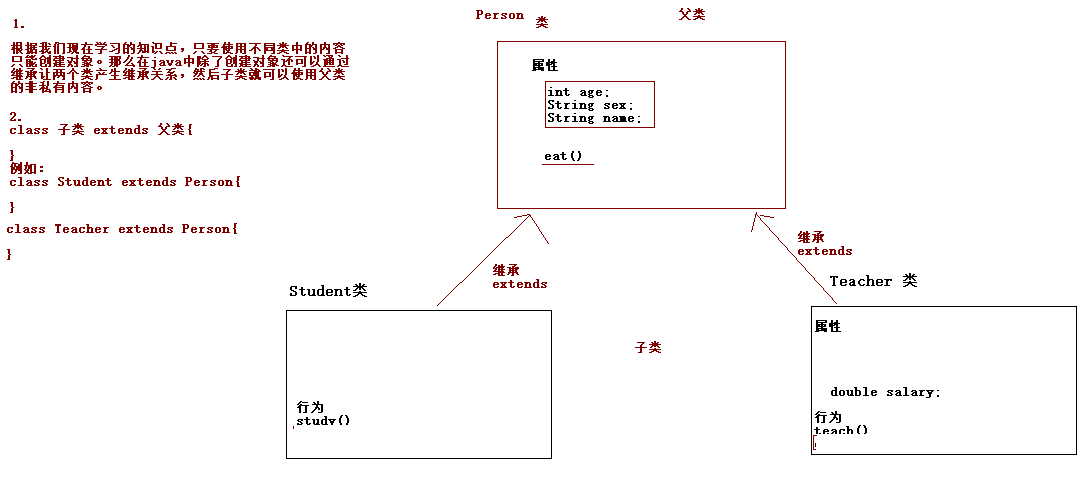 1.
根据我们现在学习的知识点，只要使用不同类中的内容
只能创建对象。那么在java中除了创建对象还可以通过
继承让两个类产生继承关系，然后子类就可以使用父类
的非私有内容。
2.
class 子类 extends 父类{
}
例如：
class Student extends Person{
}
class Teacher extends Person{
}
Person 类
父类
属性
int age;
String sex;
String name;
eat()
继承
extends
继承
extends
Student类
行为
study()
子类
Teacher 类
属性
double salary;
行为
teach()